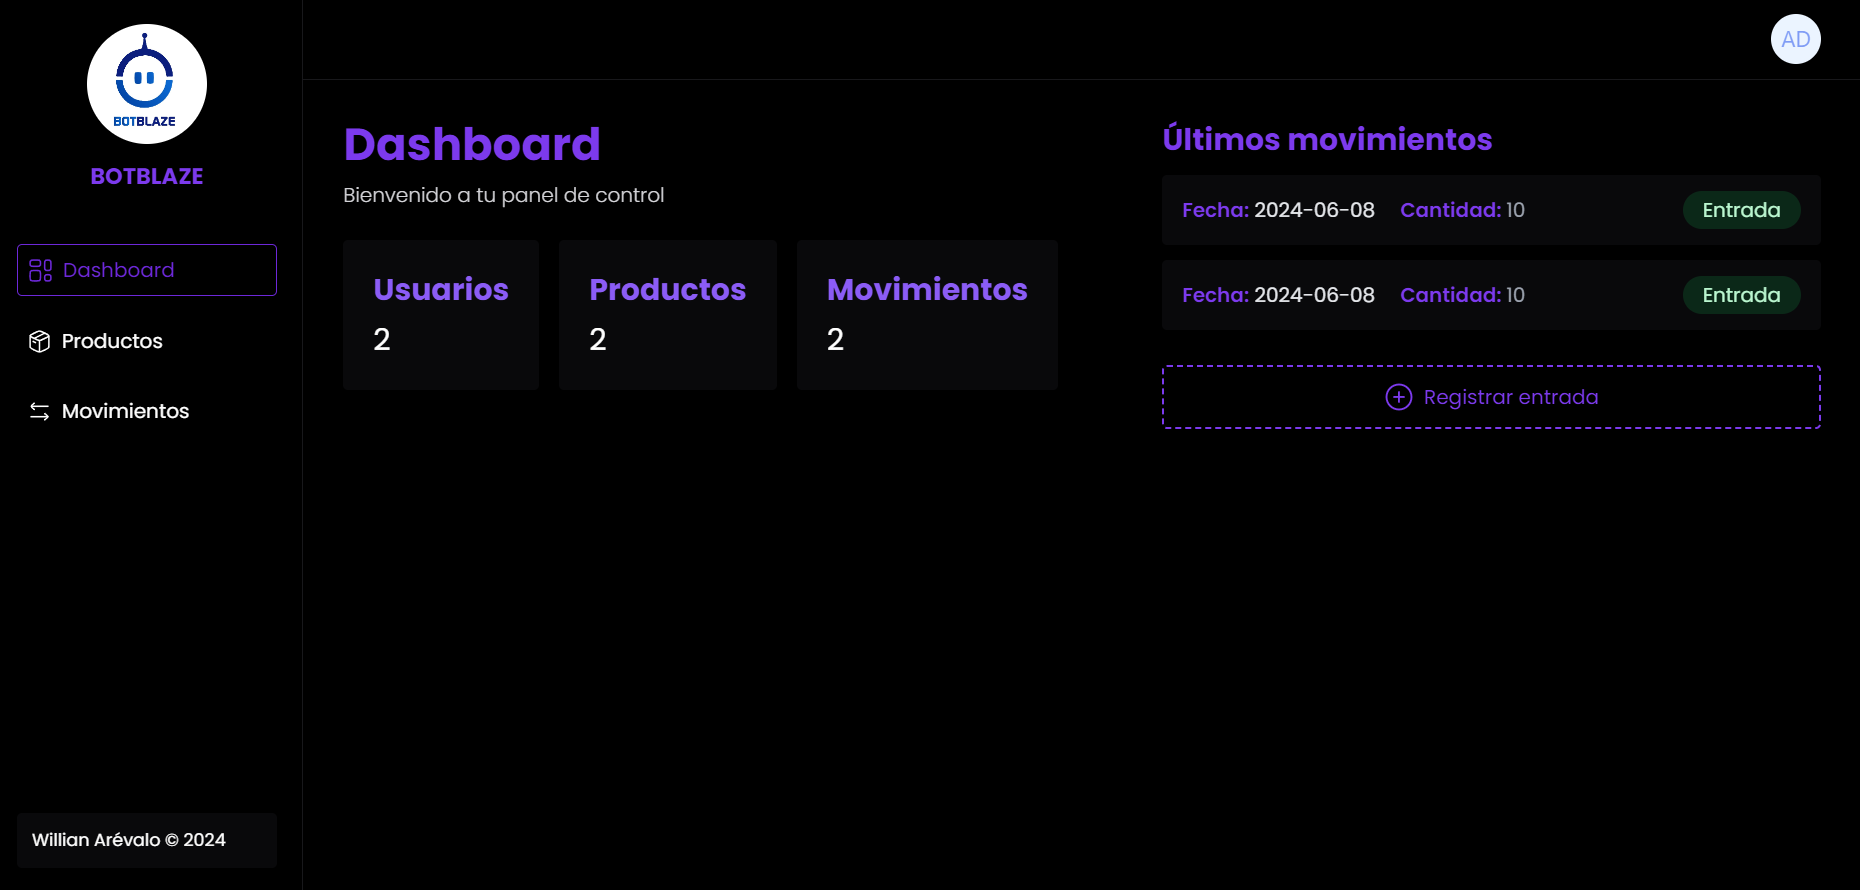 BOTBLAZE
BOTBLAZE
Dashboard
Productos
Movimientos
Willian Arévalo © 2024
AD
Dashboard
Bienvenido a tu panel de control
Usuarios
2
Productos
2
Movimientos
2
Últimos movimientos
Fecha: 2024-06-08 Cantidad: 10 Entrada
Fecha: 2024-06-08 Cantidad: 10 Entrada
Registrar entrada